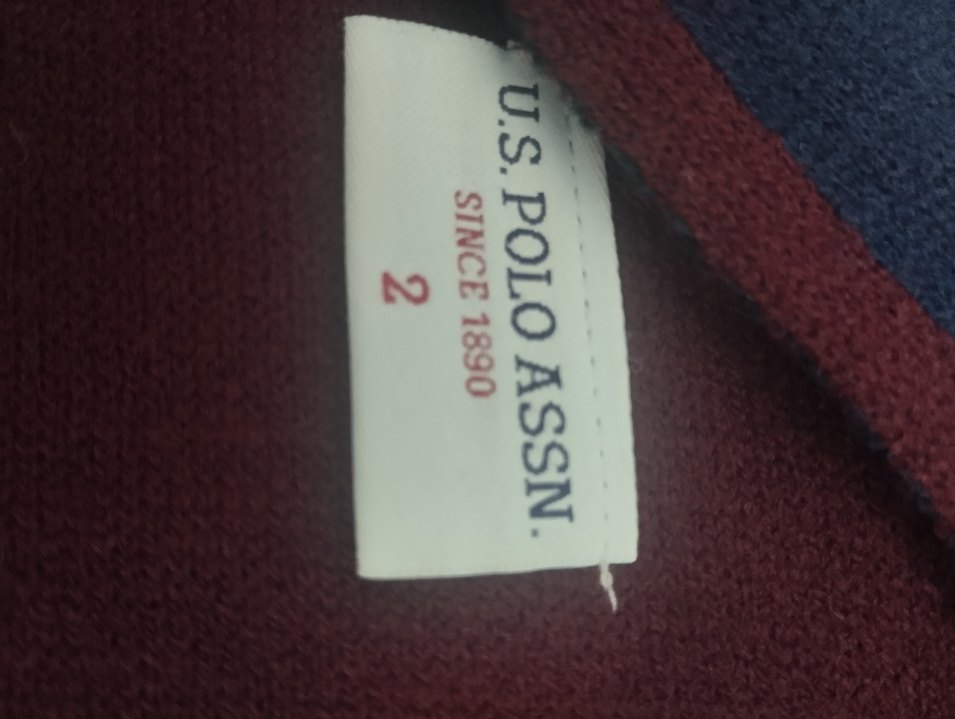 U.S. POLO ASSN.
SINCE 1890
2